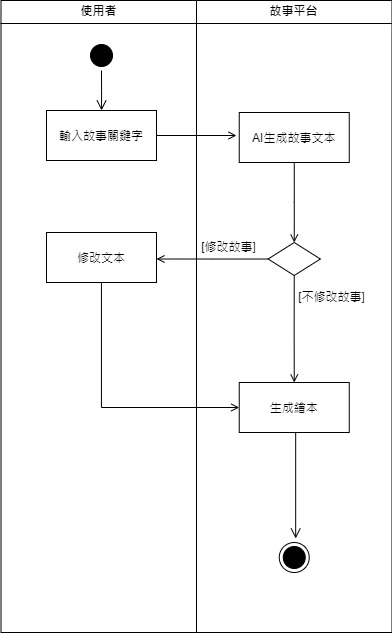 使用者
故事平台
輸入故事關鍵字
AI生成故事文本
[修改故事]
修改文本
[不修改故事]
生成繪本